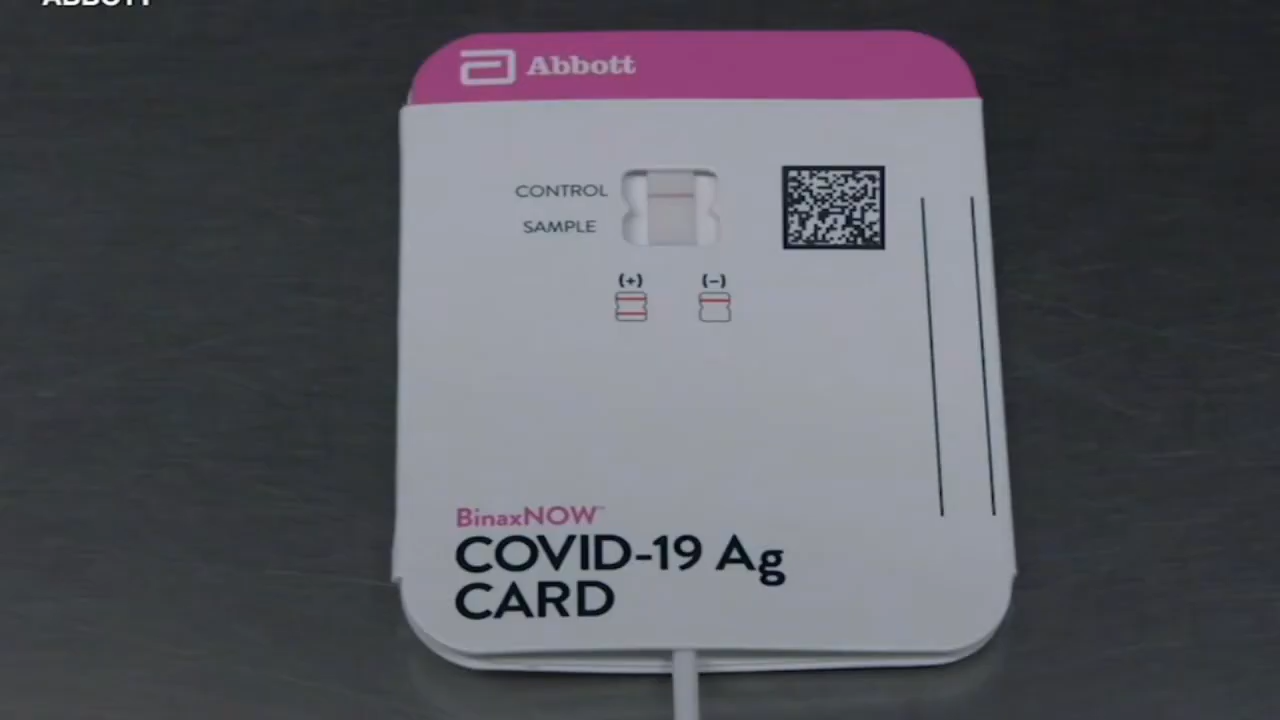 ABBOTT
Abbott
CONTROL
SAMPLE
(+) (-)
BinaxNOW™
COVID-19 Ag
CARD